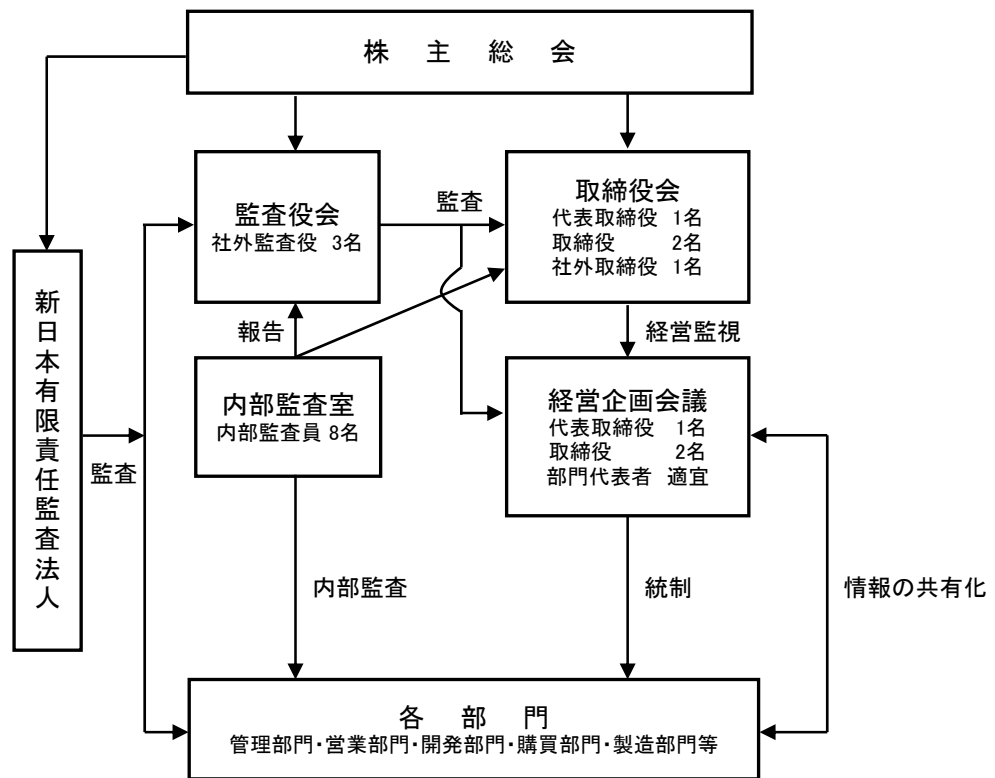 株 主 総 会
監査役会
社外監査役 3名
監査
取締役会
代表取締役 1名
取締役 2名
社外取締役 1名
新日本有限責任監査法人
報告
経営監視
内部監査室
内部監査員 8名
経営企画会議
代表取締役 1名
取締役 2名
部門代表者 適宜
監査
内部監査
統制
情報の共有化
各 部 門
管理部門・営業部門・開発部門・購買部門・製造部門等